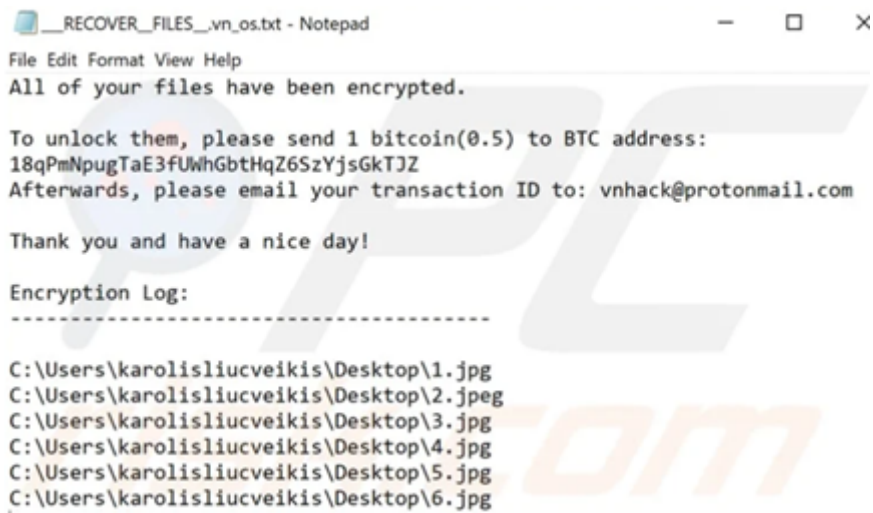 __RECOVER__FILES__.vn_os.txt - Notepad
File Edit Format View Help
All of your files have been encrypted.
To unlock them, please send 1 bitcoin(0.5) to BTC address:
18qPmNpugTaE3fUWhGbtHqZ6SzYjsGkTJZ
Afterwards, please email your transaction ID to: vnhack@protonmail.com
Thank you and have a nice day!
Encryption Log:
----------------------------------------
C:\Users\karolisliucveikis\Desktop\1.jpg
C:\Users\karolisliucveikis\Desktop\2.jpeg
C:\Users\karolisliucveikis\Desktop\3.jpg
C:\Users\karolisliucveikis\Desktop\4.jpg
C:\Users\karolisliucveikis\Desktop\5.jpg
C:\Users\karolisliucveikis\Desktop\6.jpg